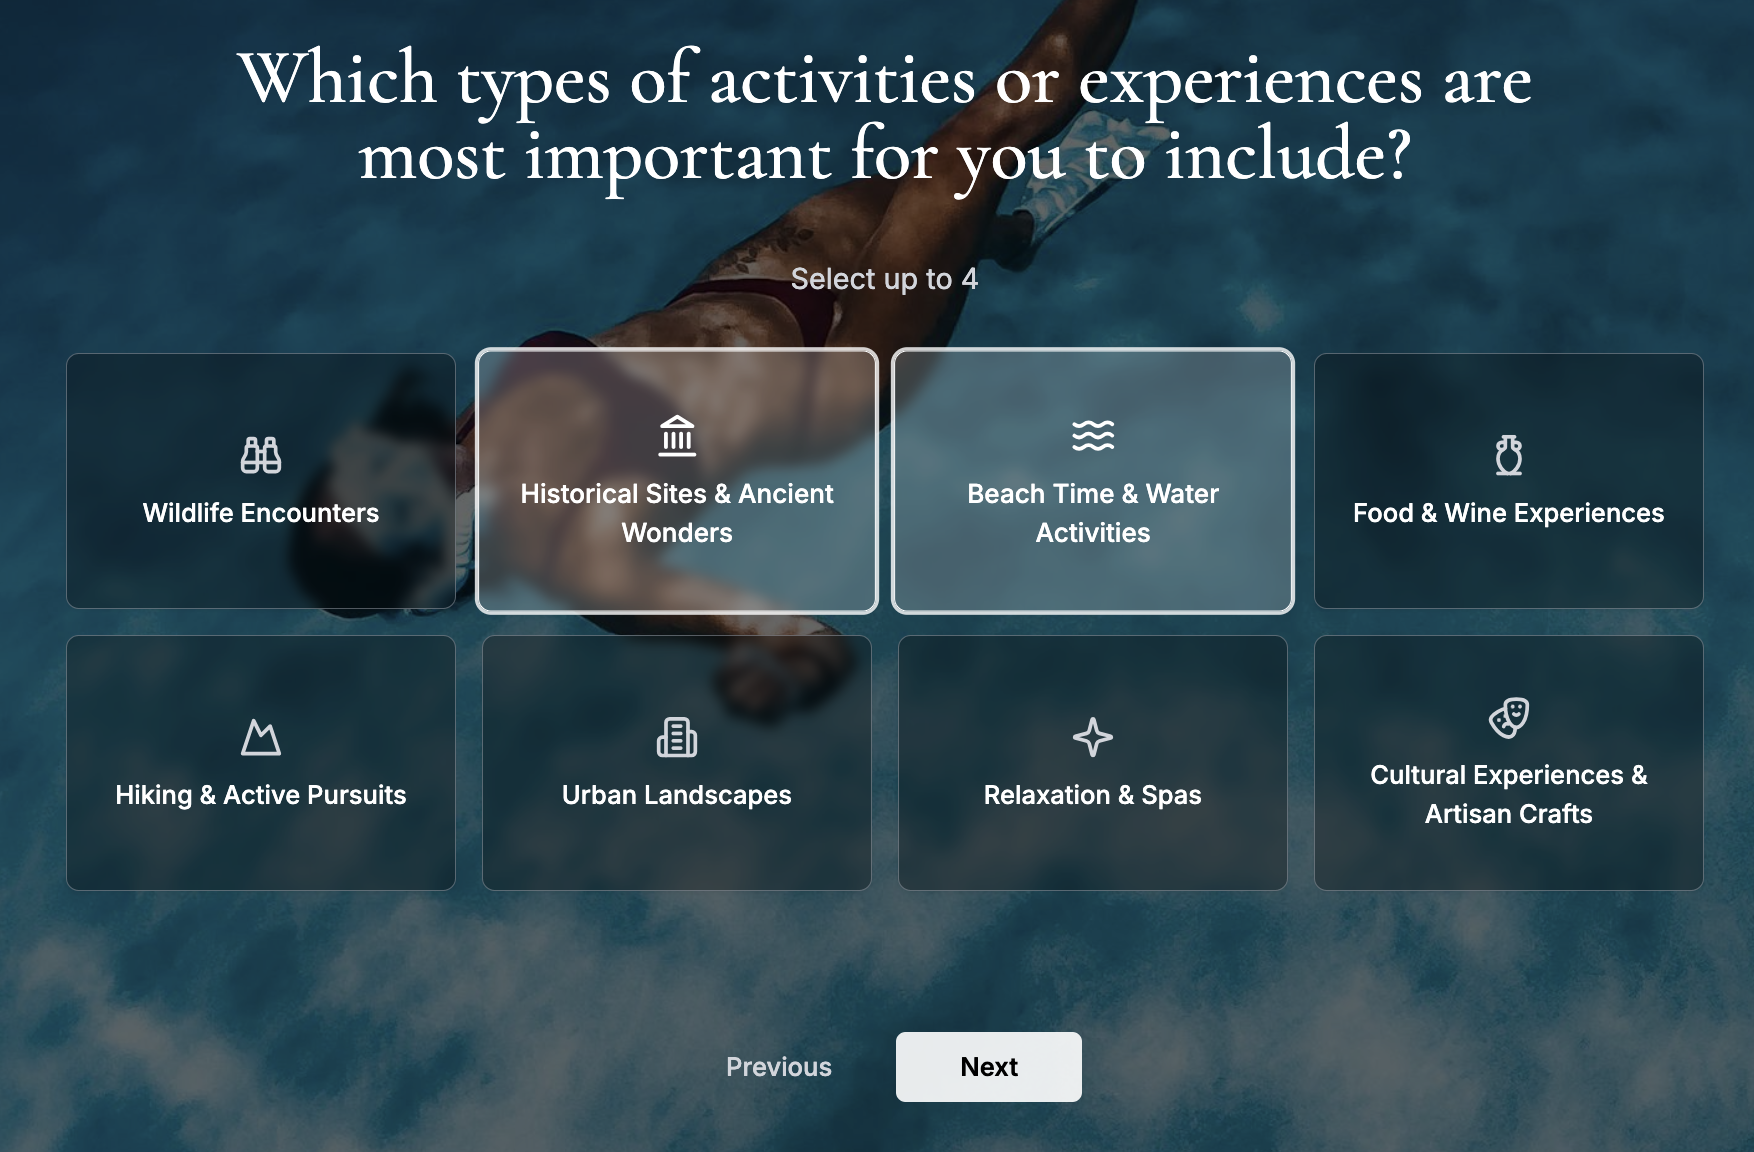 Which types of activities or experiences are
most important for you to include?
Select up to 4
Wildlife Encounters
Historical Sites & Ancient
Wonders
Beach Time & Water
Activities
Food & Wine Experiences
Hiking & Active Pursuits
Urban Landscapes
Relaxation & Spas
Cultural Experiences &
Artisan Crafts
Previous
Next